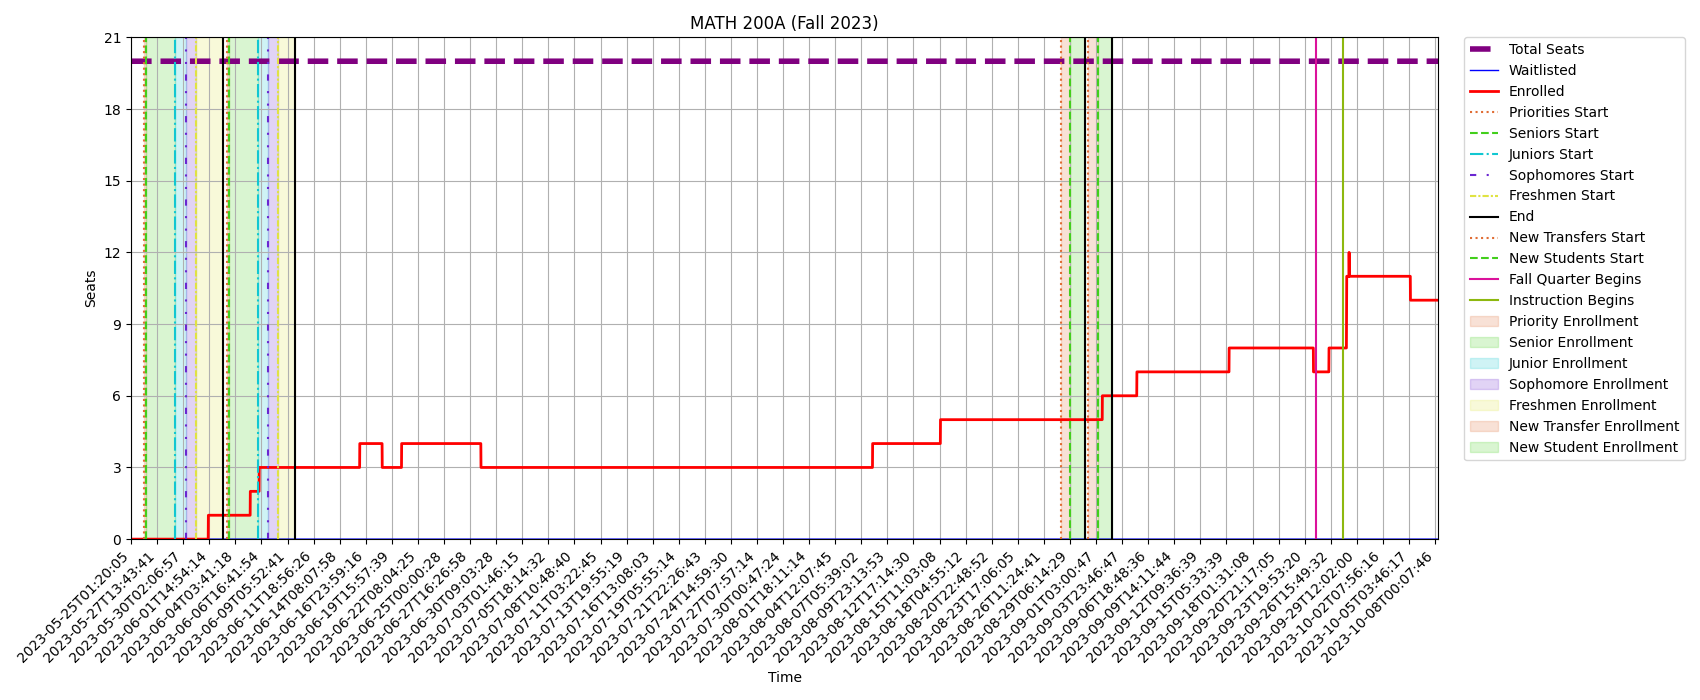 MATH 200A (Fall 2023)
21
18
15
12
9
6
3
0
Seats
2023-05-25T01:20:05
2023-05-27T13:43:41
2023-05-30T02:06:57
2023-06-01T14:54:14
2023-06-04T03:41:18
2023-06-06T16:41:54
2023-06-09T05:52:41
2023-06-11T18:56:26
2023-06-14T08:07:58
2023-06-16T23:59:16
2023-06-19T15:57:39
2023-06-22T08:04:25
2023-06-25T00:00:28
2023-06-27T16:26:58
2023-06-30T09:03:28
2023-07-03T01:46:15
2023-07-05T18:14:32
2023-07-08T10:48:40
2023-07-11T03:22:45
2023-07-13T19:55:19
2023-07-16T13:08:03
2023-07-19T05:55:14
2023-07-21T22:26:43
2023-07-24T14:59:30
2023-07-27T07:57:14
2023-07-30T00:47:24
2023-08-01T18:11:14
2023-08-04T12:07:45
2023-08-07T05:39:02
2023-08-09T23:13:53
2023-08-12T17:14:30
2023-08-15T11:03:08
2023-08-18T04:55:12
2023-08-20T22:48:52
2023-08-23T17:06:05
2023-08-26T11:24:41
2023-08-29T06:14:29
2023-09-01T03:00:47
2023-09-03T23:46:47
2023-09-06T18:48:36
2023-09-09T14:11:44
2023-09-12T09:36:39
2023-09-15T05:33:39
2023-09-18T01:31:08
2023-09-20T21:17:05
2023-09-23T19:53:20
2023-09-26T15:49:32
2023-09-29T12:02:00
2023-10-02T07:56:16
2023-10-05T03:46:17
2023-10-08T00:07:46
Time
Total Seats
Waitlisted
Enrolled
Priorities Start
Seniors Start
Juniors Start
Sophomores Start
Freshmen Start
End
New Transfers Start
New Students Start
Fall Quarter Begins
Instruction Begins
Priority Enrollment
Senior Enrollment
Junior Enrollment
Sophomore Enrollment
Freshmen Enrollment
New Transfer Enrollment
New Student Enrollment